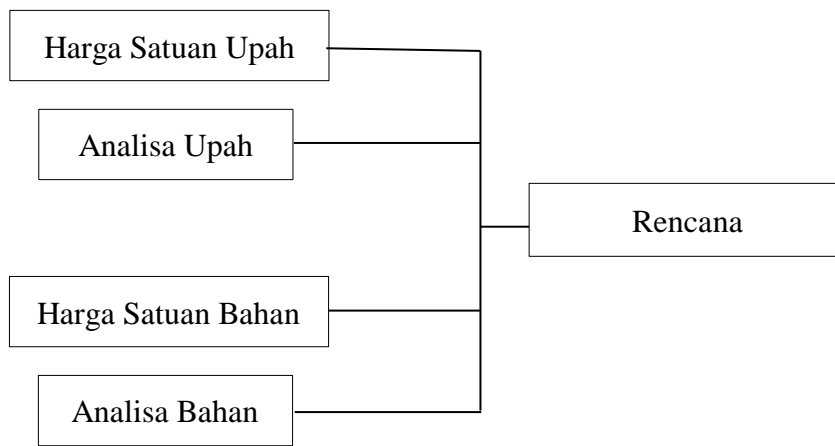 Harga Satuan Upah
Analisa Upah
Rencana
Harga Satuan Bahan
Analisa Bahan